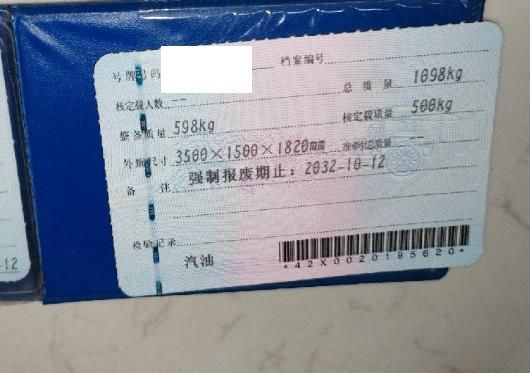 号牌号码 档案编号
核定载人数 -- 总质量 1098kg
整备质量 598kg 核定载质量 500kg
外廓尺寸 3500×1500×1820mm 准牵引总质量
备注 强制报废期止：2032-10-12
检验记录
汽油
*42X0020195620*
-12